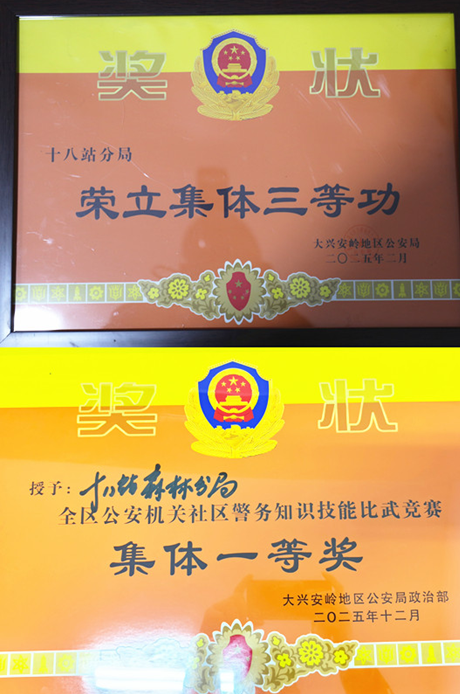 奖 状
十八站分局
荣立集体三等功
大兴安岭地区公安局
二〇二五年二月
奖 状
授予：十八站森林分局
全区公安机关社区警务知识技能比武竞赛
集体一等奖
大兴安岭地区公安局政治部
二〇二五年十二月